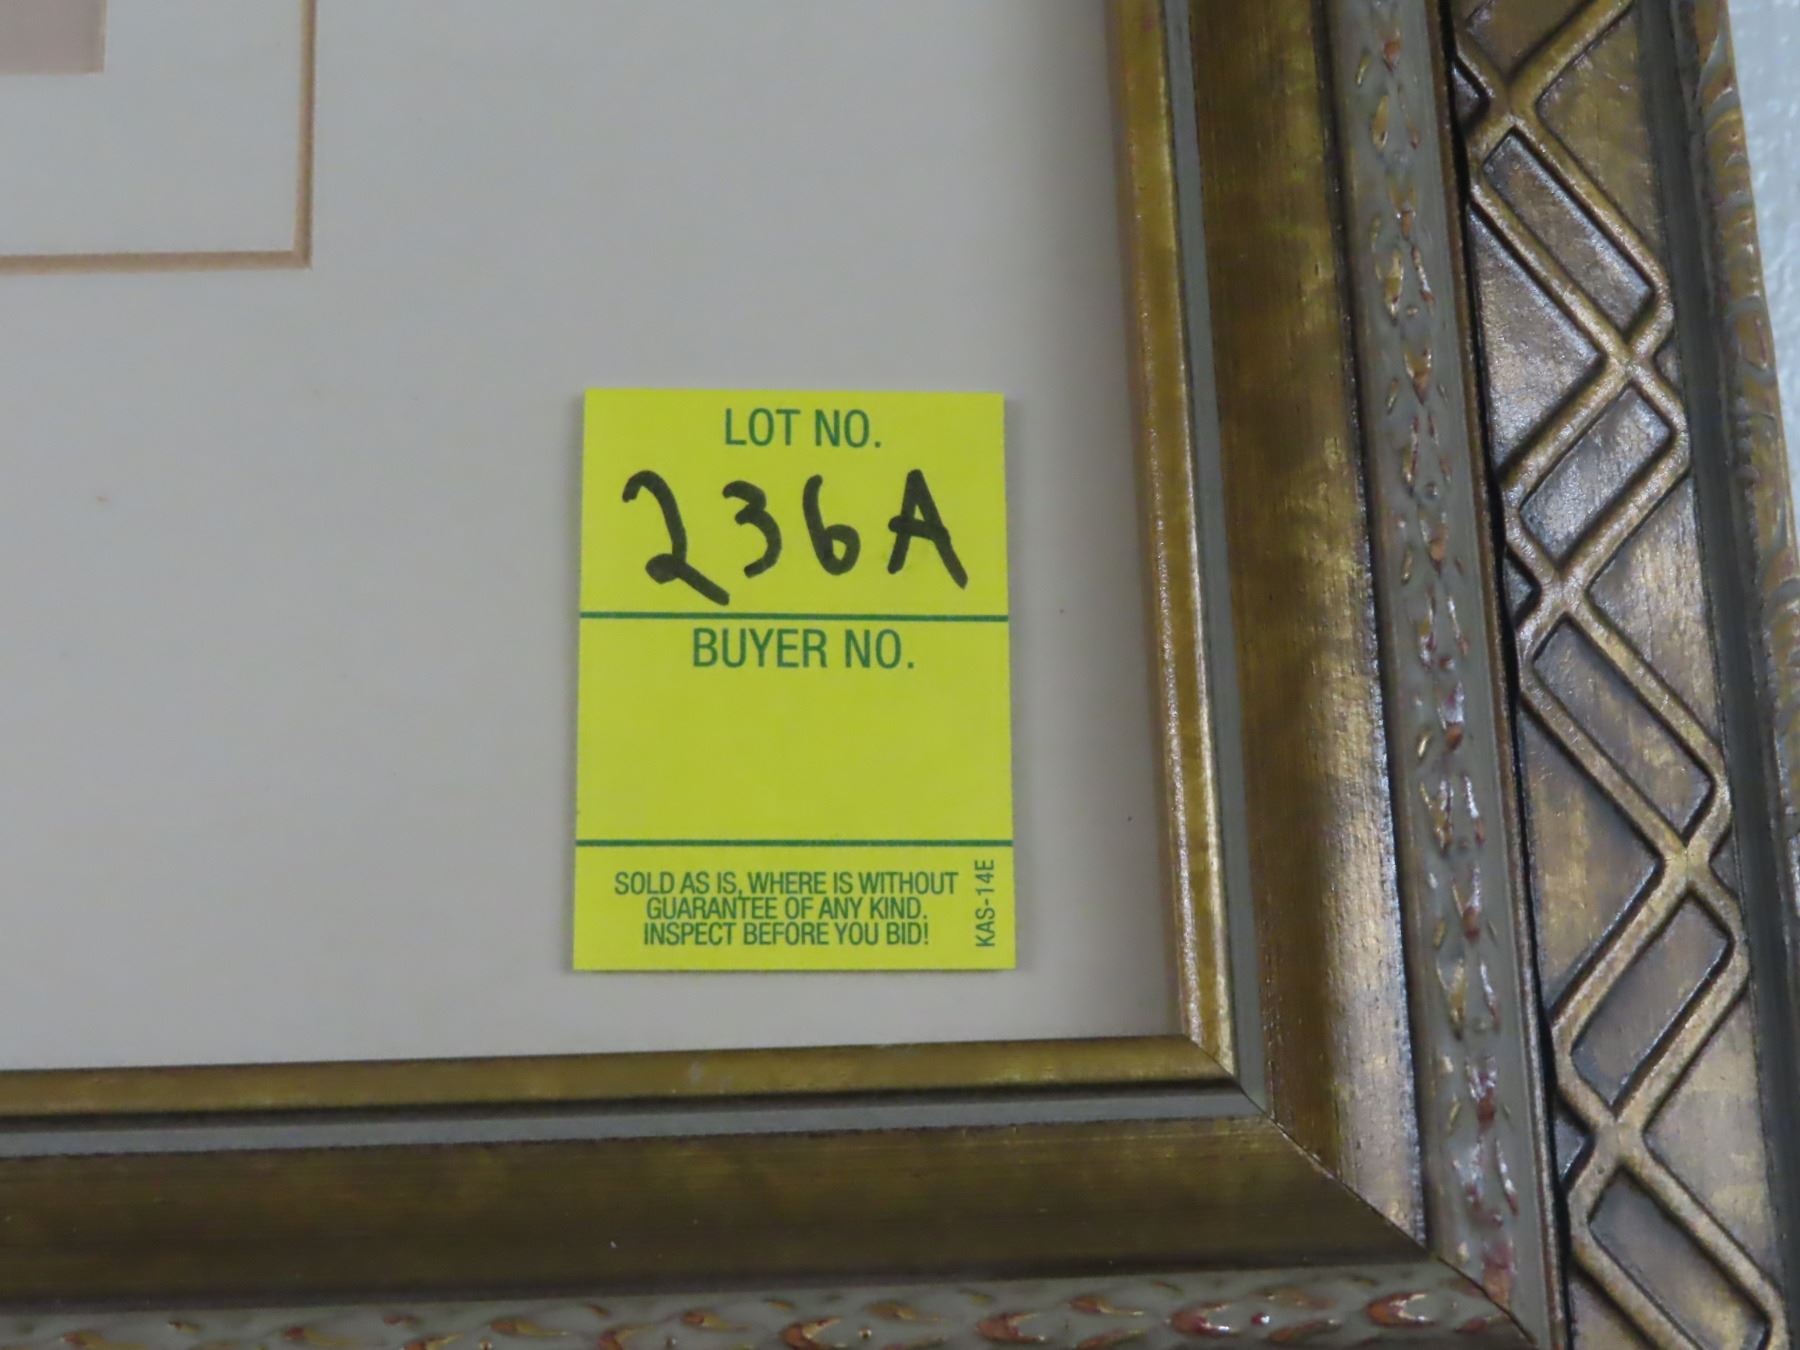 LOT NO.
236A
BUYER NO.
SOLD AS IS, WHERE IS WITHOUT
GUARANTEE OF ANY KIND.
INSPECT BEFORE YOU BID!
KAS-14E